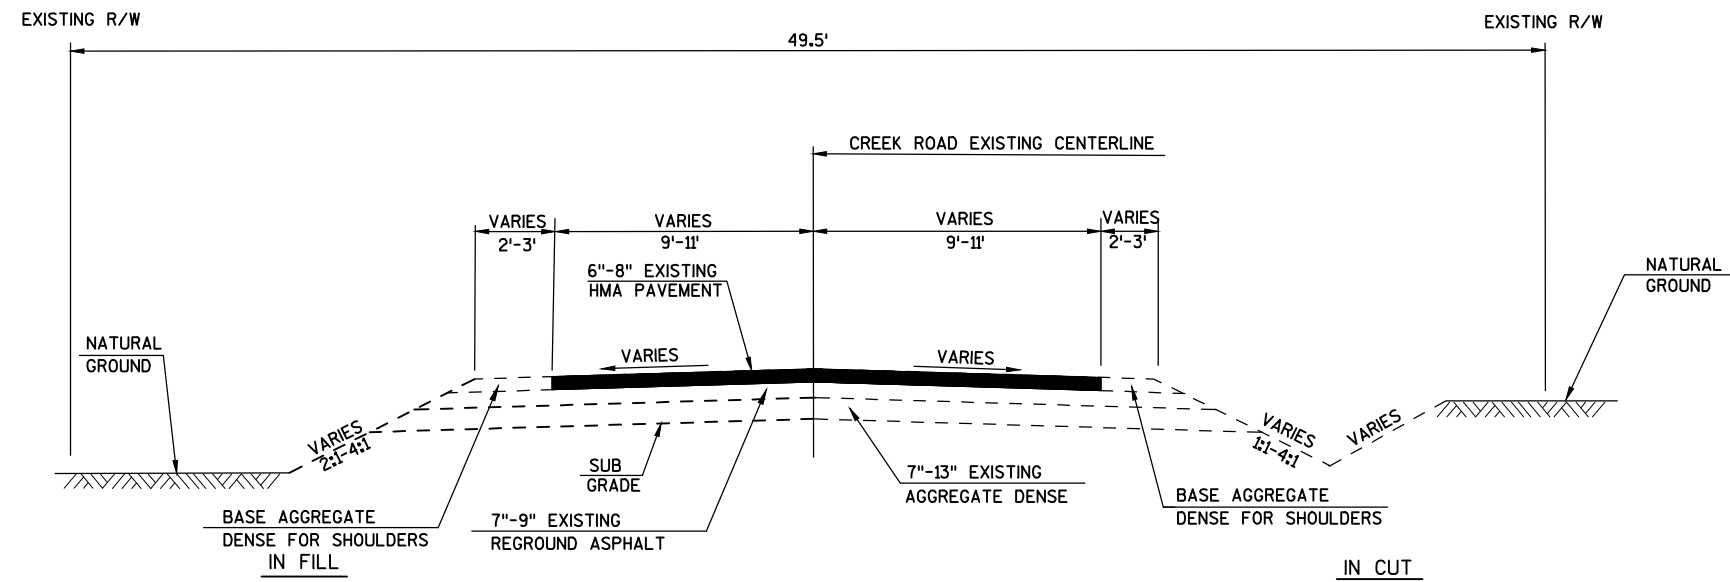 EXISTING R/W
EXISTING R/W
49.5'
CREEK ROAD EXISTING CENTERLINE
VARIES
2'-3'
VARIES
9'-11'
VARIES
9'-11'
VARIES
2'-3'
6"-8" EXISTING
HMA PAVEMENT
NATURAL
GROUND
NATURAL
GROUND
VARIES
VARIES
VARIES
2:1-4:1
VARIES
1:1-4:1
VARIES
SUB
GRADE
7"-13" EXISTING
AGGREGATE DENSE
BASE AGGREGATE
DENSE FOR SHOULDERS
BASE AGGREGATE
DENSE FOR SHOULDERS
7"-9" EXISTING
REGROUND ASPHALT
IN FILL
IN CUT